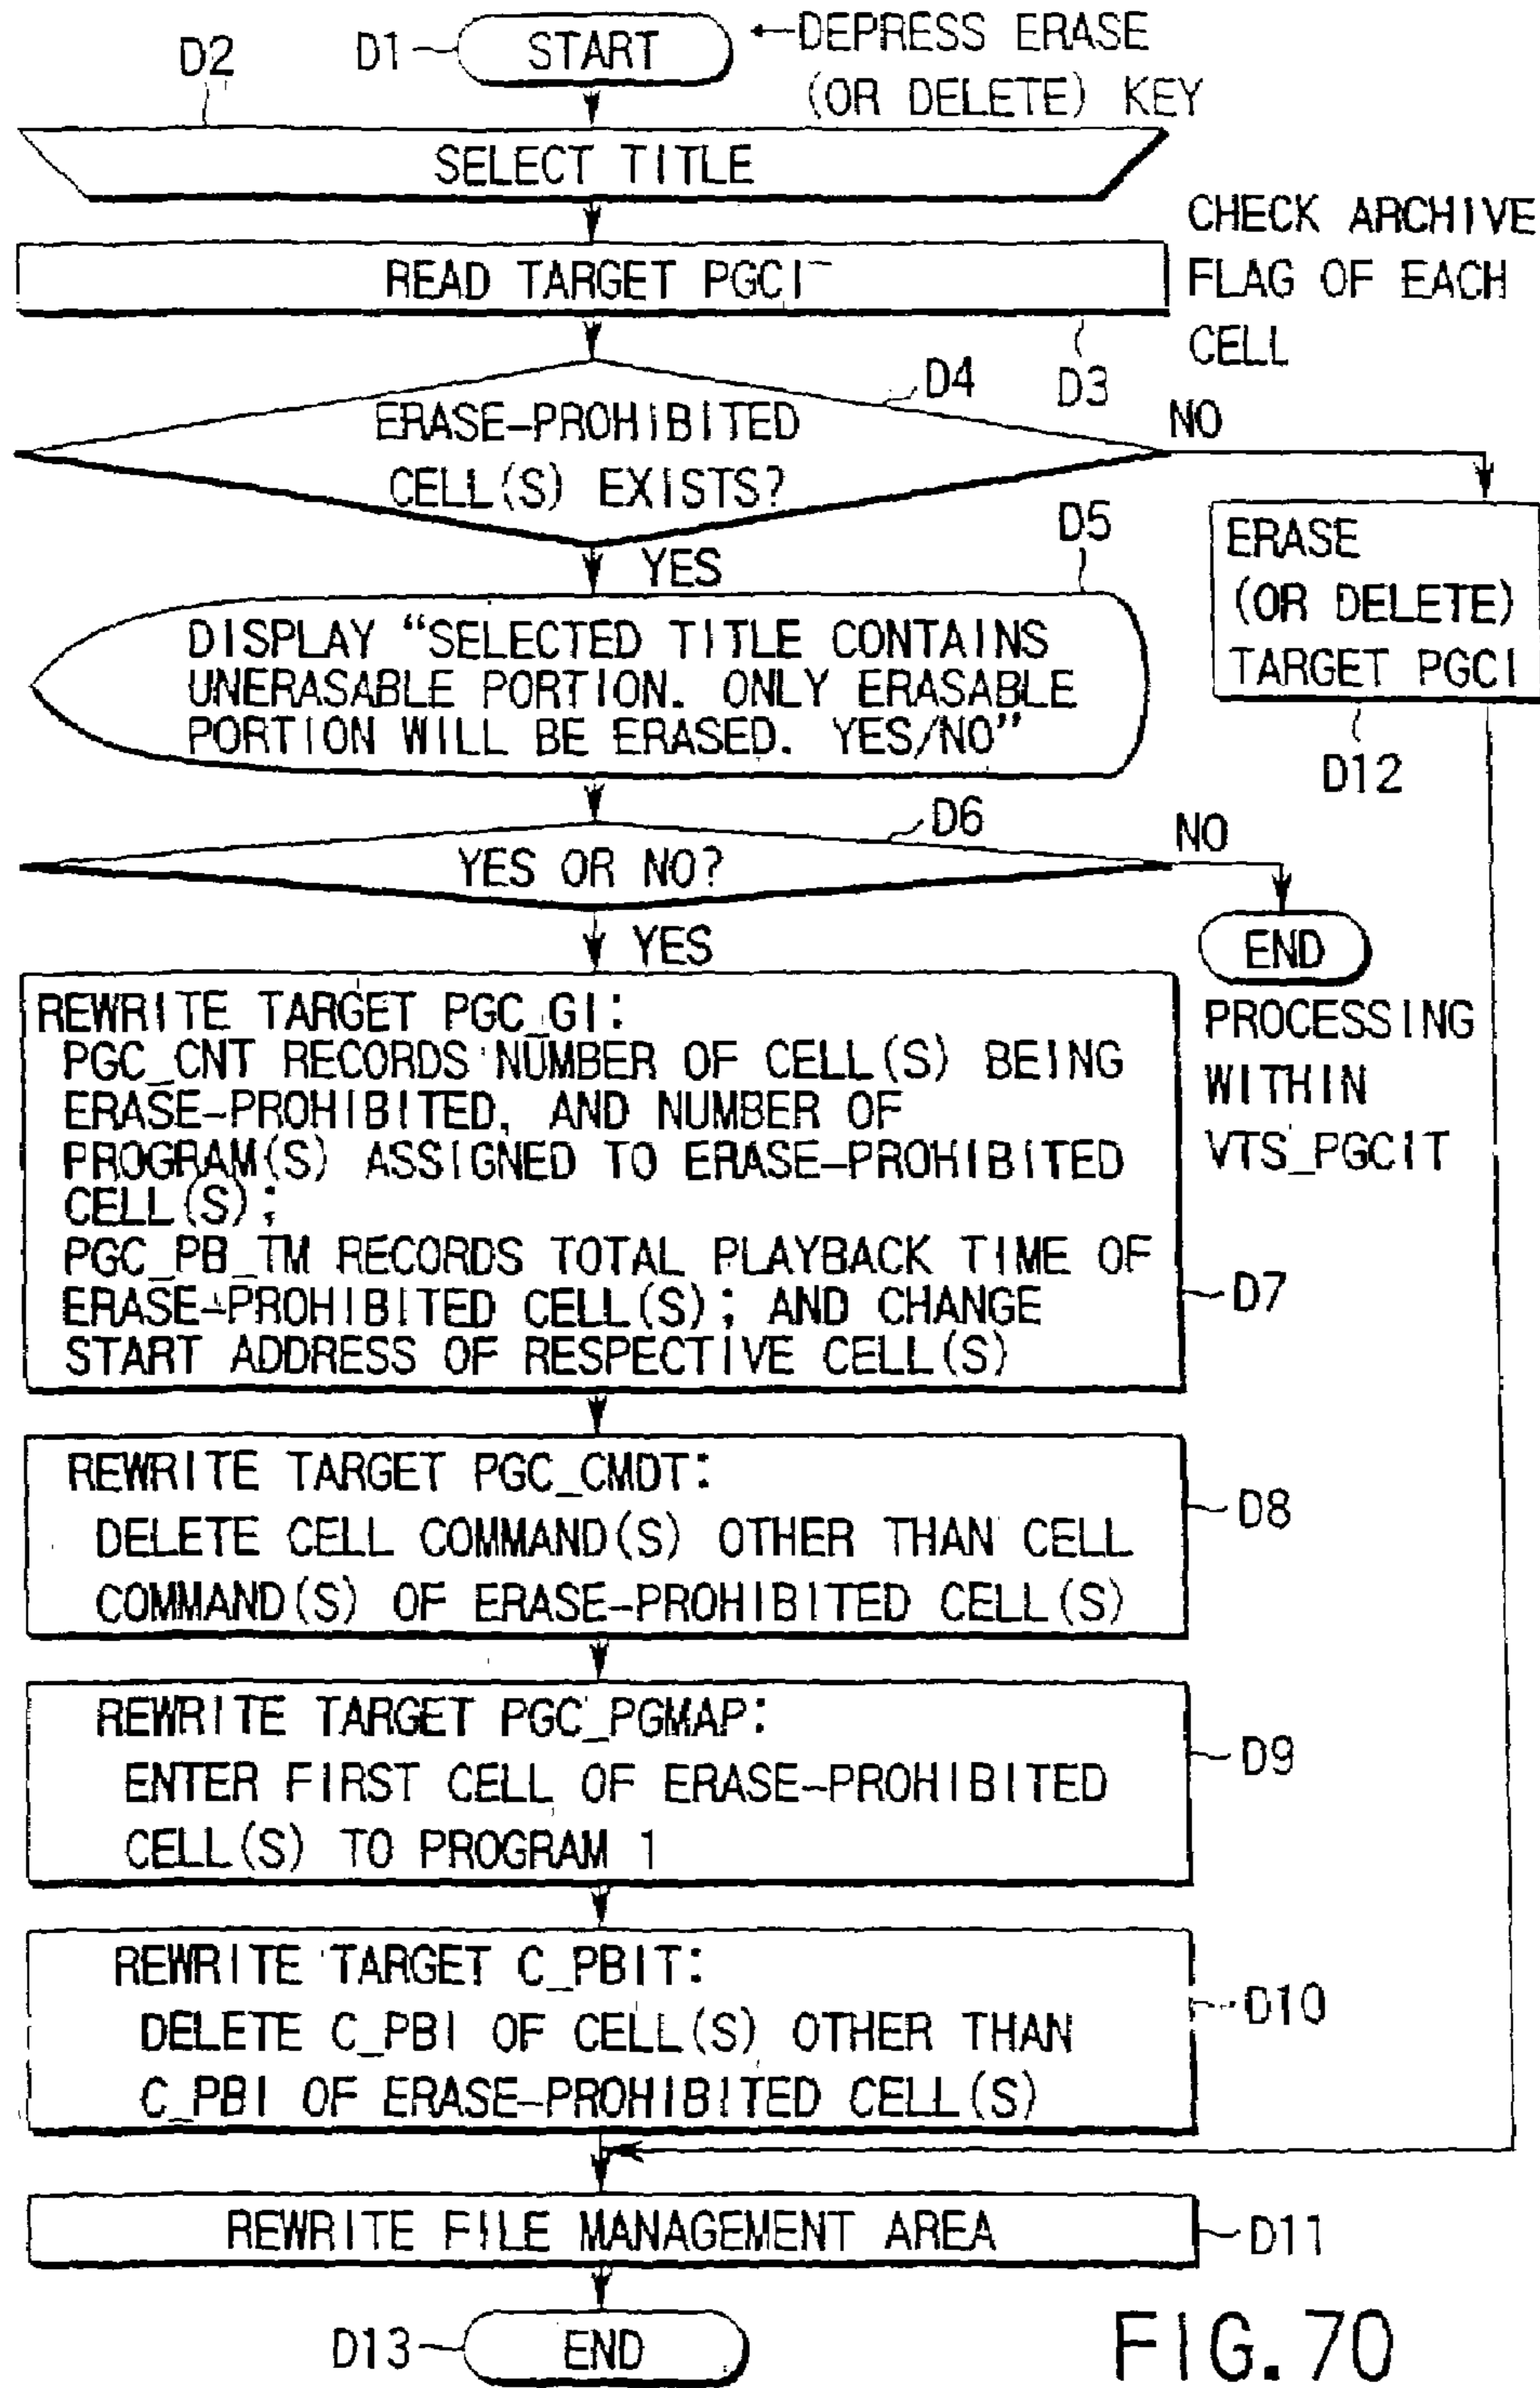 D1
START
←DEPRESS ERASE
(OR DELETE) KEY
D2
SELECT TITLE
READ TARGET PGCI
CHECK ARCHIVE
FLAG OF EACH
CELL
D3
D4
ERASE-PROHIBITED
CELL(S) EXISTS?
NO
YES
D5
DISPLAY “SELECTED TITLE CONTAINS
UNERASABLE PORTION. ONLY ERASABLE
PORTION WILL BE ERASED. YES/NO”
ERASE
(OR DELETE)
TARGET PGCI
D12
D6
YES OR NO?
NO
END
YES
PROCESSING
WITHIN
VTS_PGCIT
REWRITE TARGET PGC_GI:
PGC_CNT RECORDS NUMBER OF CELL(S) BEING
ERASE-PROHIBITED, AND NUMBER OF
PROGRAM(S) ASSIGNED TO ERASE-PROHIBITED
CELL(S);
PGC_PB_TM RECORDS TOTAL PLAYBACK TIME OF
ERASE-PROHIBITED CELL(S); AND CHANGE
START ADDRESS OF RESPECTIVE CELL(S)
D7
REWRITE TARGET PGC_CMDT:
DELETE CELL COMMAND(S) OTHER THAN CELL
COMMAND(S) OF ERASE-PROHIBITED CELL(S)
D8
REWRITE TARGET PGC_PGMAP:
ENTER FIRST CELL OF ERASE-PROHIBITED
CELL(S) TO PROGRAM 1
D9
REWRITE TARGET C_PBIT:
DELETE C_PBI OF CELL(S) OTHER THAN
C_PBI OF ERASE-PROHIBITED CELL(S)
D10
REWRITE FILE MANAGEMENT AREA
D11
D13
END
FIG. 70